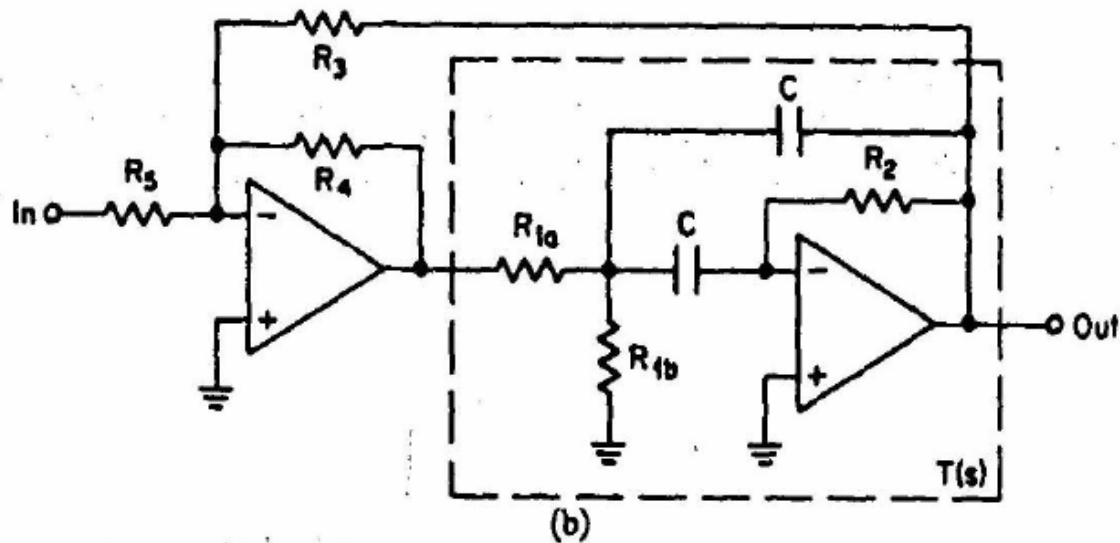 R3
C
R4
R2
R5
In
−
+
R1a
C
−
+
R1b
Out
T(s)
(b)